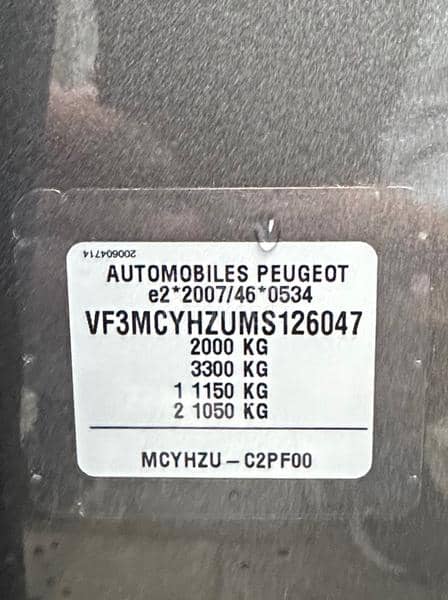 200604714
AUTOMOBILES PEUGEOT
e2*2007/46*0534
VF3MCYHZUMS126047
2000 KG
3300 KG
1 1150 KG
2 1050 KG
MCYHZU – C2PF00